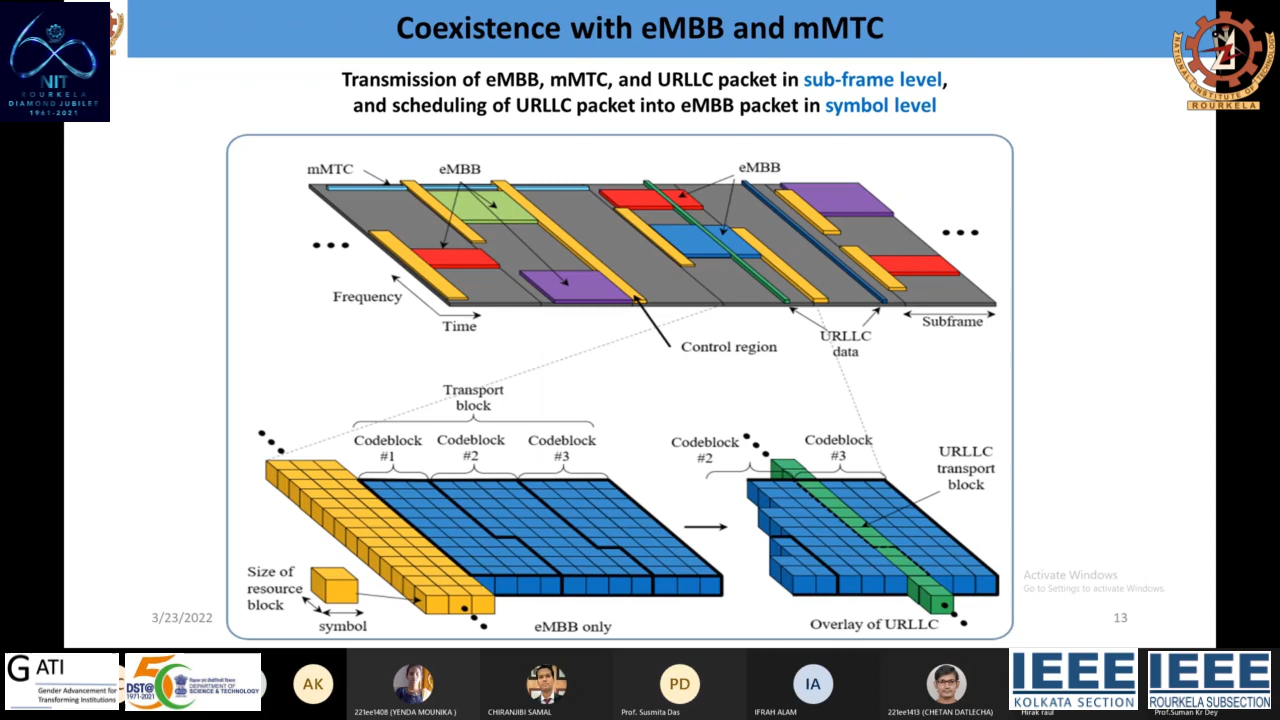 Coexistence with eMBB and mMTC
NIT
ROURKELA
DIAMOND JUBILEE
1961-2021
NATIONAL INSTITUTE OF TECHNOLOGY
ROURKELA
Transmission of eMBB, mMTC, and URLLC packet in sub-frame level,
and scheduling of URLLC packet into eMBB packet in symbol level
mMTC
eMBB
eMBB
Frequency
Time
Control region
URLLC
data
Subframe
Transport
block
Codeblock
#1
Codeblock
#2
Codeblock
#3
Codeblock
#2
Codeblock
#3
URLLC
transport
block
Size of
resource
block
symbol
eMBB only
Overlay of URLLC
Activate Windows
Go to Settings to activate Windows.
3/23/2022
13
GATI
Gender Advancement for
Transforming Institutions
DST@
1971-2021
DEPARTMENT OF
SCIENCE & TECHNOLOGY
AK
221ee1408 (YENDA MOUNIKA )
CHIRANJIBI SAMAL
PD
Prof. Susmita Das
IA
IFRAH ALAM
221ee1413 (CHETAN DATLECHA)
Hirak raul
Prof.Suman Kr Dey
IEEE
KOLKATA SECTION
IEEE
ROURKELA SUBSECTION